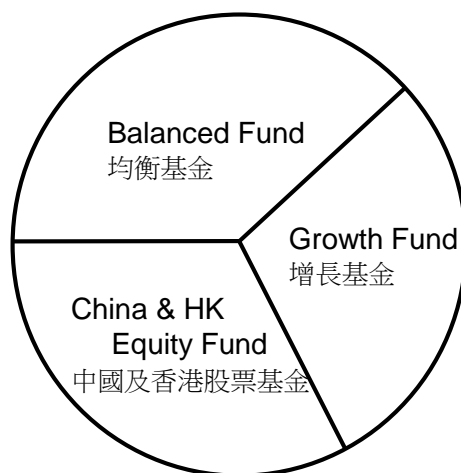 Balanced Fund
均衡基金
Growth Fund
增長基金
China & HK
Equity Fund
中國及香港股票基金